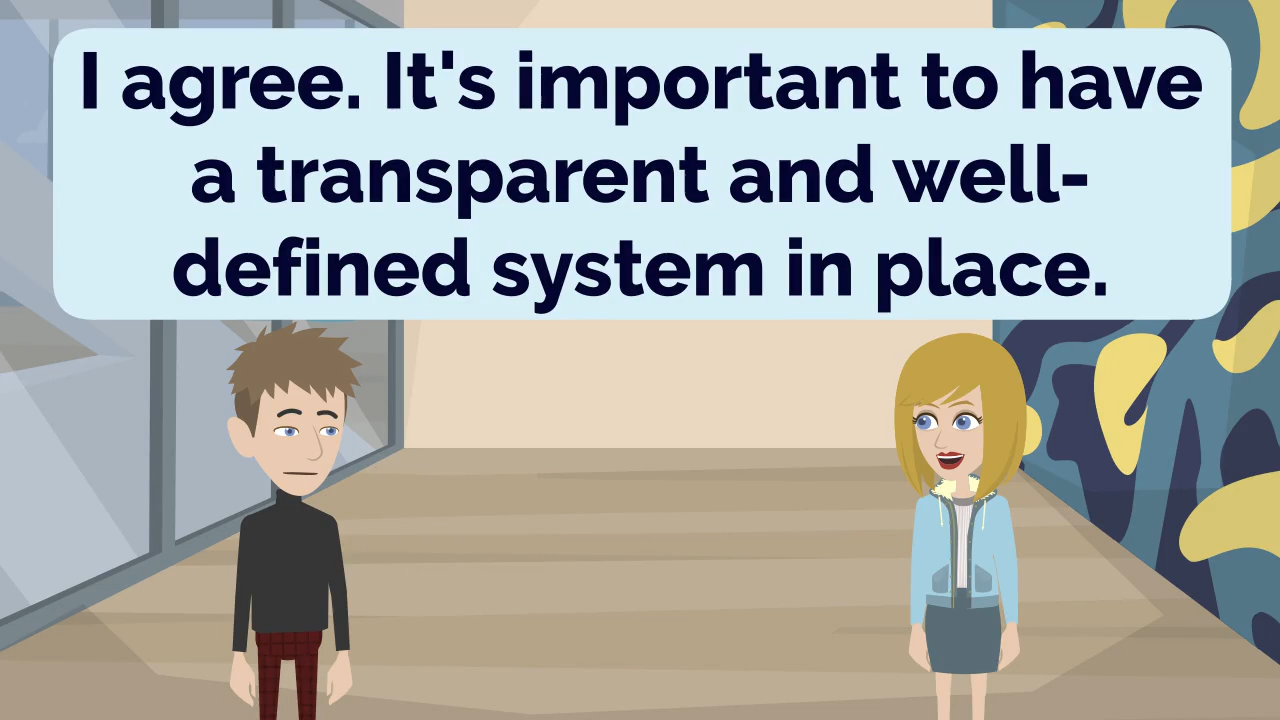 I agree. It's important to have
a transparent and well-
defined system in place.